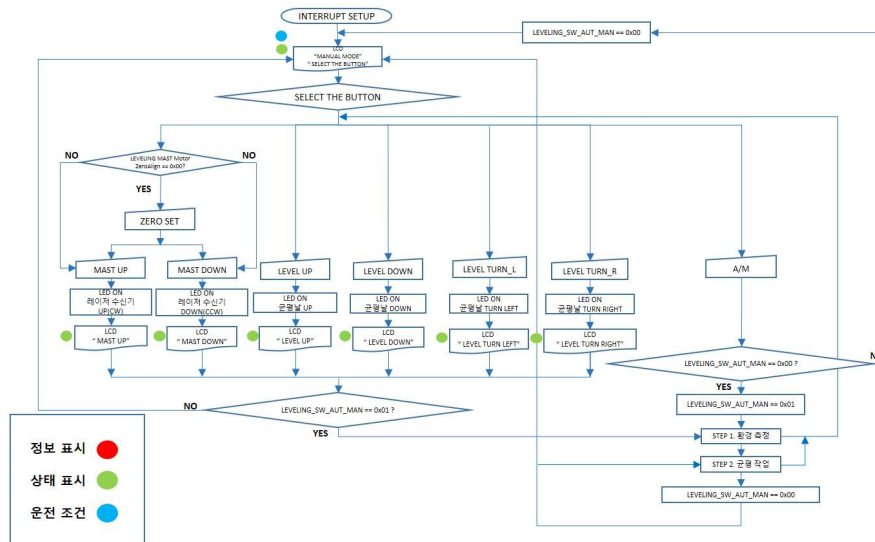 INTERRUPT SETUP
LEVELING_SW_AUT_MAN == 0x00
LCD
"MANUAL MODE"
" SELECT THE BUTTON"
SELECT THE BUTTON
NO
LEVELING MAST Motor
ZeroAlign == 0x00?
NO
YES
ZERO SET
MAST UP
MAST DOWN
LEVEL UP
LEVEL DOWN
LEVEL TURN_L
LEVEL TURN_R
A/M
LED ON
레이저 수신기
UP(CW)
LED ON
레이저 수신기
DOWN(CCW)
LED ON
균평날 UP
LED ON
균평날 DOWN
LED ON
균평날 TURN LEFT
LED ON
균평날 TURN RIGHT
LCD
" MAST UP"
LCD
" MAST DOWN"
LCD
" LEVEL UP"
LCD
" LEVEL DOWN"
LCD
" LEVEL TURN LEFT"
LCD
" LEVEL TURN RIGHT"
LEVELING_SW_AUT_MAN == 0x00 ?
YES
LEVELING_SW_AUT_MAN == 0x01
NO
LEVELING_SW_AUT_MAN == 0x01 ?
YES
STEP 1. 환경 측정
STEP 2. 균평 작업
LEVELING_SW_AUT_MAN == 0x00
정보 표시
상태 표시
운전 조건